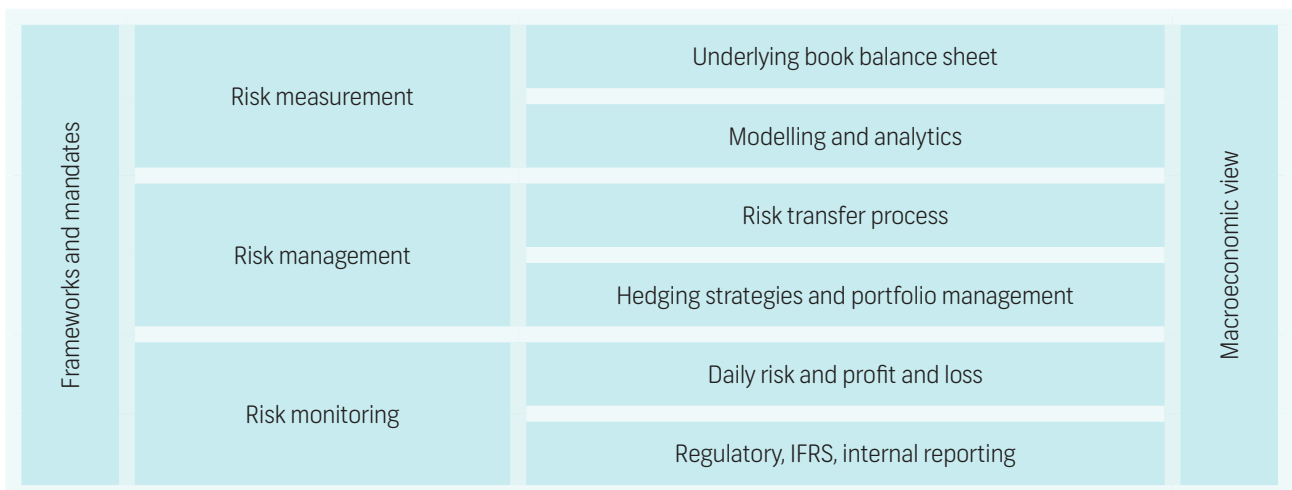 Frameworks and mandates
Risk measurement
Underlying book balance sheet
Modelling and analytics
Risk management
Risk transfer process
Hedging strategies and portfolio management
Risk monitoring
Daily risk and profit and loss
Regulatory, IFRS, internal reporting
Macroeconomic view